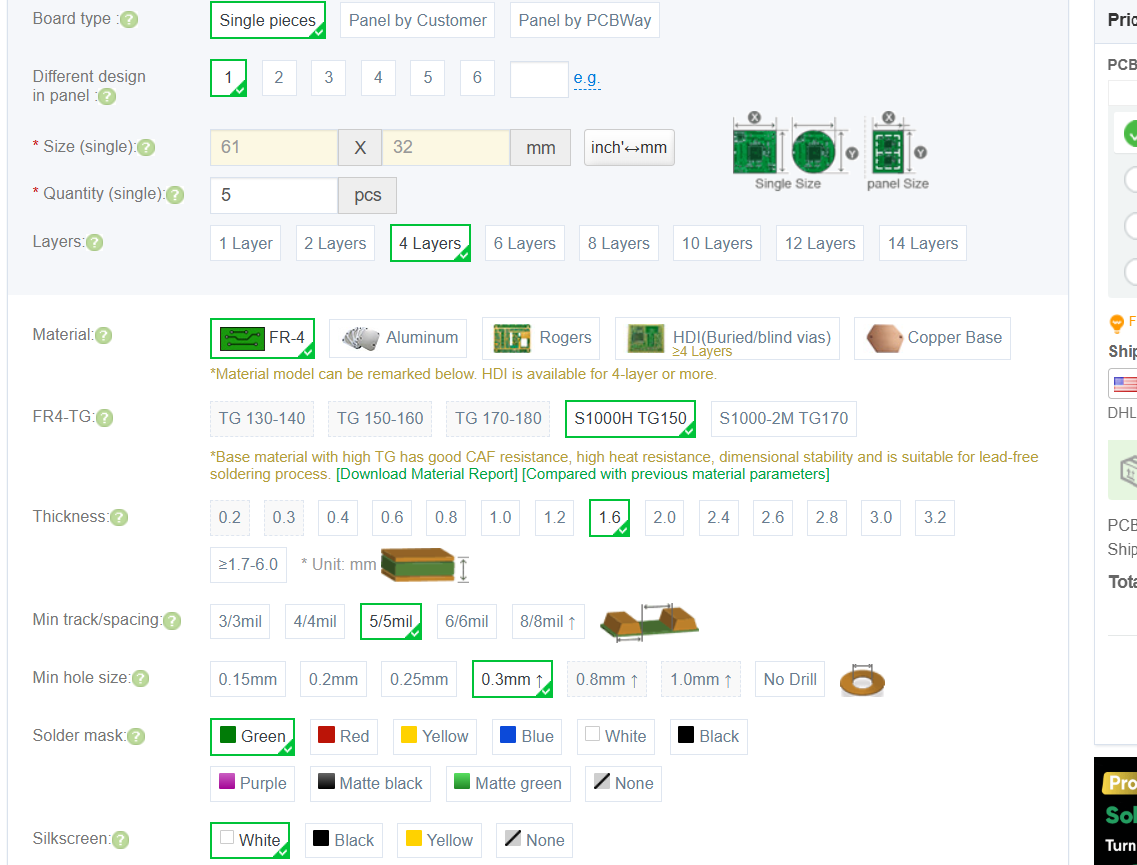 Board type :?
Single pieces Panel by Customer Panel by PCBWay
Different design
in panel :?
1 2 3 4 5 6 e.g.
* Size (single):? 61 X 32 mm inch'↔mm
X X
Y Y
Single Size panel Size
* Quantity (single):? 5 pcs
Layers:? 1 Layer 2 Layers 4 Layers 6 Layers 8 Layers 10 Layers 12 Layers 14 Layers
Material:? FR-4 Aluminum Rogers HDI(Buried/blind vias) Copper Base
≥4 Layers
*Material model can be remarked below. HDI is available for 4-layer or more.
FR4-TG:? TG 130-140 TG 150-160 TG 170-180 S1000H TG150 S1000-2M TG170
*Base material with high TG has good CAF resistance, high heat resistance, dimensional stability and is suitable for lead-free
soldering process. [Download Material Report] [Compared with previous material parameters]
Thickness:? 0.2 0.3 0.4 0.6 0.8 1.0 1.2 1.6 2.0 2.4 2.6 2.8 3.0 3.2
≥1.7-6.0 * Unit: mm
Min track/spacing:? 3/3mil 4/4mil 5/5mil 6/6mil 8/8mil ↑
Min hole size:? 0.15mm 0.2mm 0.25mm 0.3mm ↑ 0.8mm ↑ 1.0mm ↑ No Drill
Solder mask:? Green Red Yellow Blue White Black
Purple Matte black Matte green None
Silkscreen:? White Black Yellow None
Pric
PCB
F
Ship
DHL
PCB
Ship
Tota
Pro
Sol
Turn